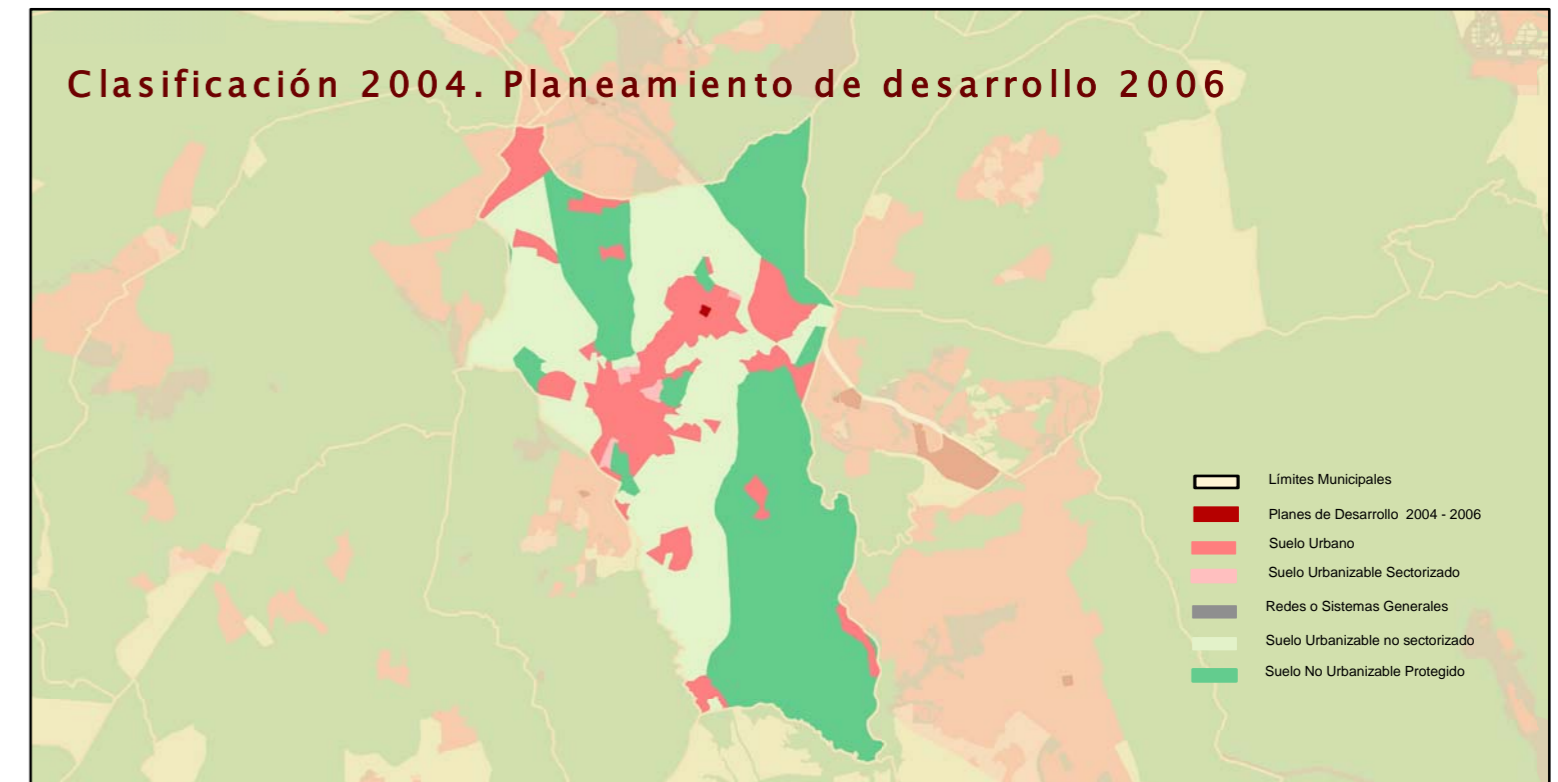 Clasificación 2004. Planeamiento de desarrollo 2006
Límites Municipales
Planes de Desarrollo 2004 - 2006
Suelo Urbano
Suelo Urbanizable Sectorizado
Redes o Sistemas Generales
Suelo Urbanizable no sectorizado
Suelo No Urbanizable Protegido